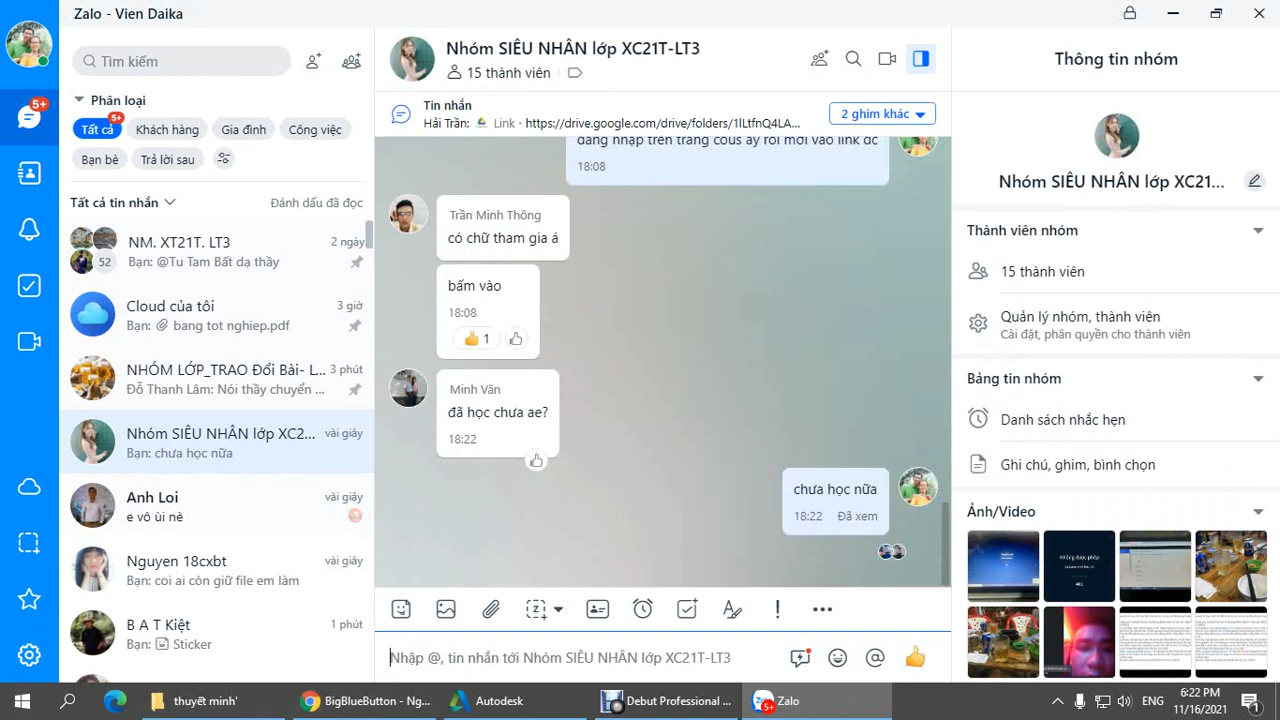 Zalo - Vien Daika
Tìm kiếm
5+
Phân loại
5+
Tất cả Khách hàng Gia đình Công việc
Bạn bè Trả lời sau
Tất cả tin nhắn Đánh dấu đã đọc
NM. XT21T. LT3 2 ngày
52 Bạn: @Tu Tam Bất dạ thầy
Cloud của tôi 3 giờ
Bạn: bang tot nghiep.pdf
NHÓM LỚP_TRAO Đổi Bài- L... 3 phút
Đỗ Thanh Lâm: Nói thầy chuyển ...
Nhóm SIÊU NHÂN lớp XC2... vài giây
Bạn: chưa học nữa
Anh Loi vài giây
e vô ùi nè
Nguyen 18cxbt vài giây
Bạn: coi ai còn giữ file em làm
B A T Kiệt 1 phút
Bạn: Sticker
Nhóm SIÊU NHÂN lớp XC21T-LT3
15 thành viên
Tin nhắn
Hải Trần: Link · https://drive.google.com/drive/folders/1lLtfnQ4LA...
2 ghim khác
đăng nhập trên trang cous ấy rồi mới vào link dc
18:08
Trần Minh Thông
có chữ tham gia á
bấm vào
18:08
1
Minh Văn
đã học chưa ae?
18:22
chưa học nữa
18:22 Đã xem
Nhập NHÂN lớp XC21T-LT3
Thông tin nhóm
Nhóm SIÊU NHÂN lớp XC21...
Thành viên nhóm
15 thành viên
Quản lý nhóm, thành viên
Cài đặt, phân quyền cho thành viên
Bảng tin nhóm
Danh sách nhắc hẹn
Ghi chú, ghim, bình chọn
Ảnh/Video
Không được phép
401
thuyết minh' BigBlueButton - Ng... Autodesk Debut Professional ... 5+ Zalo ENG 6:22 PM
11/16/2021 1